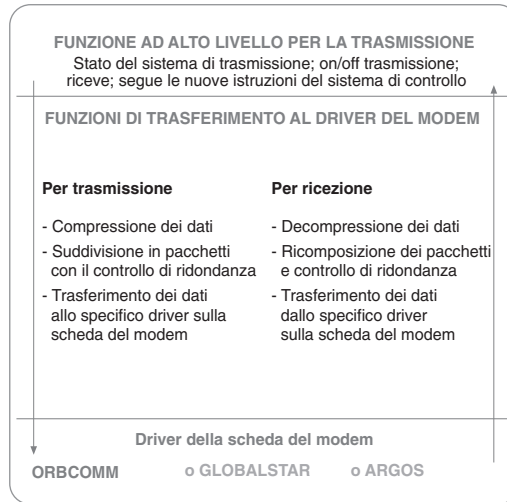 FUNZIONE AD ALTO LIVELLO PER LA TRASMISSIONE
Stato del sistema di trasmissione; on/off trasmissione;
riceve; segue le nuove istruzioni del sistema di controllo
FUNZIONI DI TRASFERIMENTO AL DRIVER DEL MODEM
Per trasmissione
- Compressione dei dati
- Suddivisione in pacchetti
con il controllo di ridondanza
- Trasferimento dei dati
allo specifico driver sulla
scheda del modem
Per ricezione
- Decompressione dei dati
- Ricomposizione dei pacchetti
e controllo di ridondanza
- Trasferimento dei dati
dallo specifico driver
sulla scheda del modem
Driver della scheda del modem
ORBCOMM o GLOBALSTAR o ARGOS